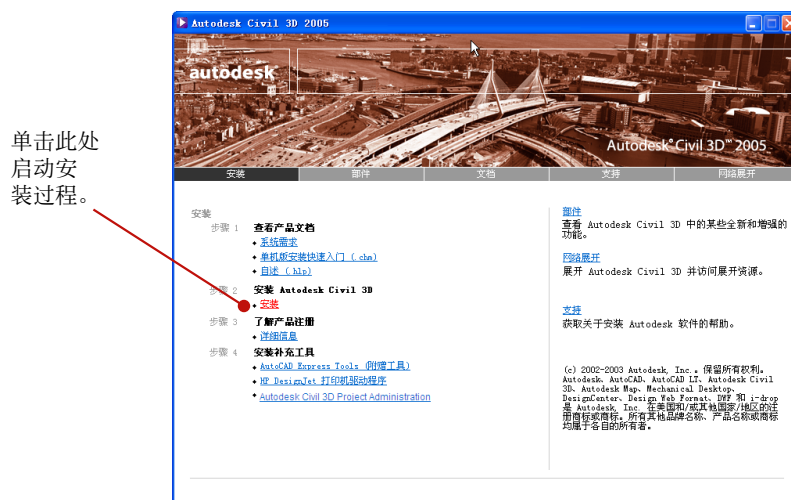 Autodesk Civil 3D 2005
autodesk
Autodesk® Civil 3D™ 2005
安装 部件 文档 支持 网络展开
单击此处
启动安
装过程。
安装
步骤 1 查看产品文档
系统需求
单机版安装快速入门 (.chm)
自述 (.hlp)
步骤 2 安装 Autodesk Civil 3D
安装
步骤 3 了解产品注册
详细信息
步骤 4 安装补充工具
AutoCAD Express Tools (附赠工具)
HP DesignJet 打印机驱动程序
Autodesk Civil 3D Project Administration
部件
查看 Autodesk Civil 3D 中的某些全新和增强的
功能。
网络展开
展开 Autodesk Civil 3D 并访问展开资源。
支持
获取关于安装 Autodesk 软件的帮助。
(c) 2002-2003 Autodesk, Inc.。保留所有权利。
Autodesk、AutoCAD、AutoCAD LT、Autodesk Civil
3D、Autodesk Map、Mechanical Desktop、
DesignCenter、Design Web Format、DWF 和 i-drop
是 Autodesk, Inc. 在美国和/或其他国家/地区的注
册商标或商标。所有其他品牌名称、产品名称或商标
均属于各自的所有者。